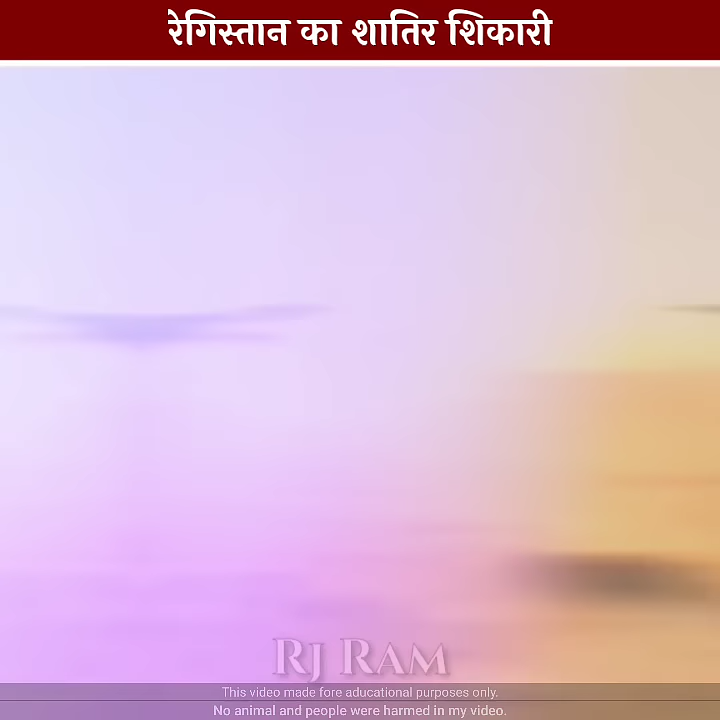 रेगिस्तान का शातिर शिकारी
RJ RAM
This video made fore aducational purposes only.
No animal and people were harmed in my video.